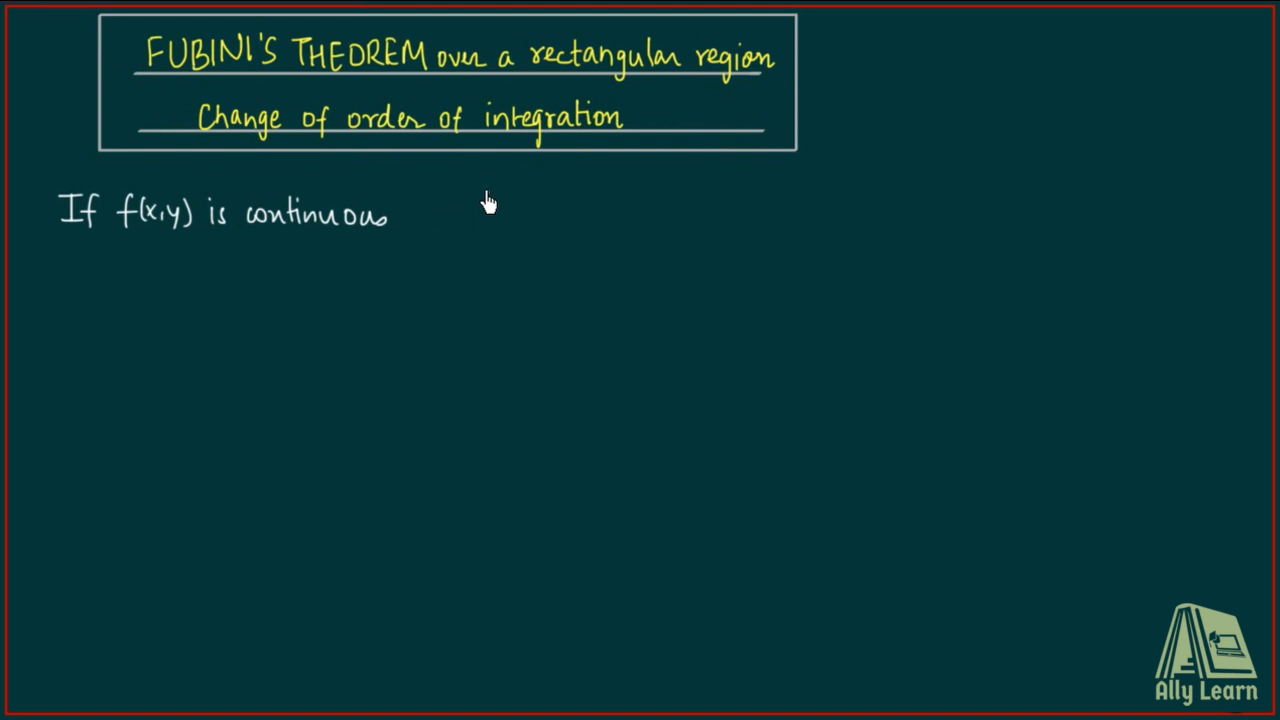 FUBINI'S THEOREM over a rectangular region
Change of order of integration
If f(x,y) is continuous
Ally Learn